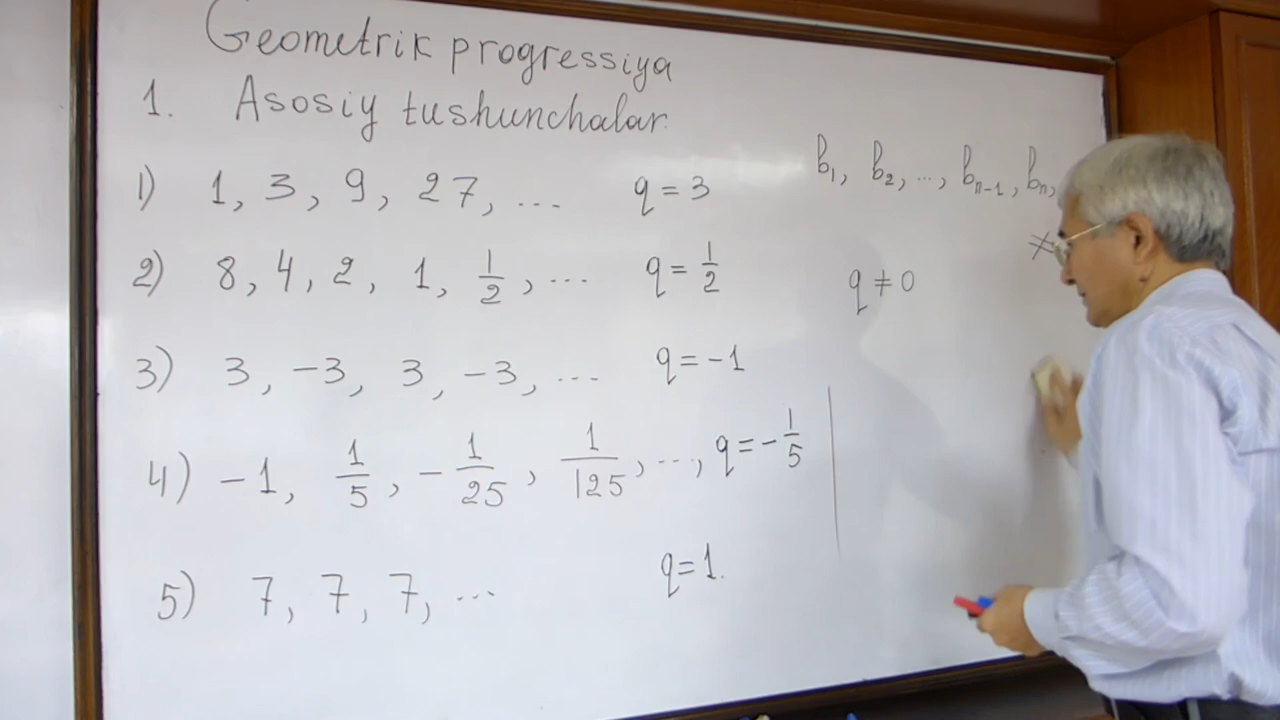 Geometrik progressiya
1. Asosiy tushunchalar.
1) 1, 3, 9, 27, ... q = 3
2) 8, 4, 2, 1, 1/2, ... q = 1/2
3) 3, -3, 3, -3, ... q = -1
4) -1, 1/5, -1/25, 1/125, ..., q = -1/5
5) 7, 7, 7, ... q = 1.
b₁, b₂, ..., bₙ₋₁, bₙ,
≠
q ≠ 0